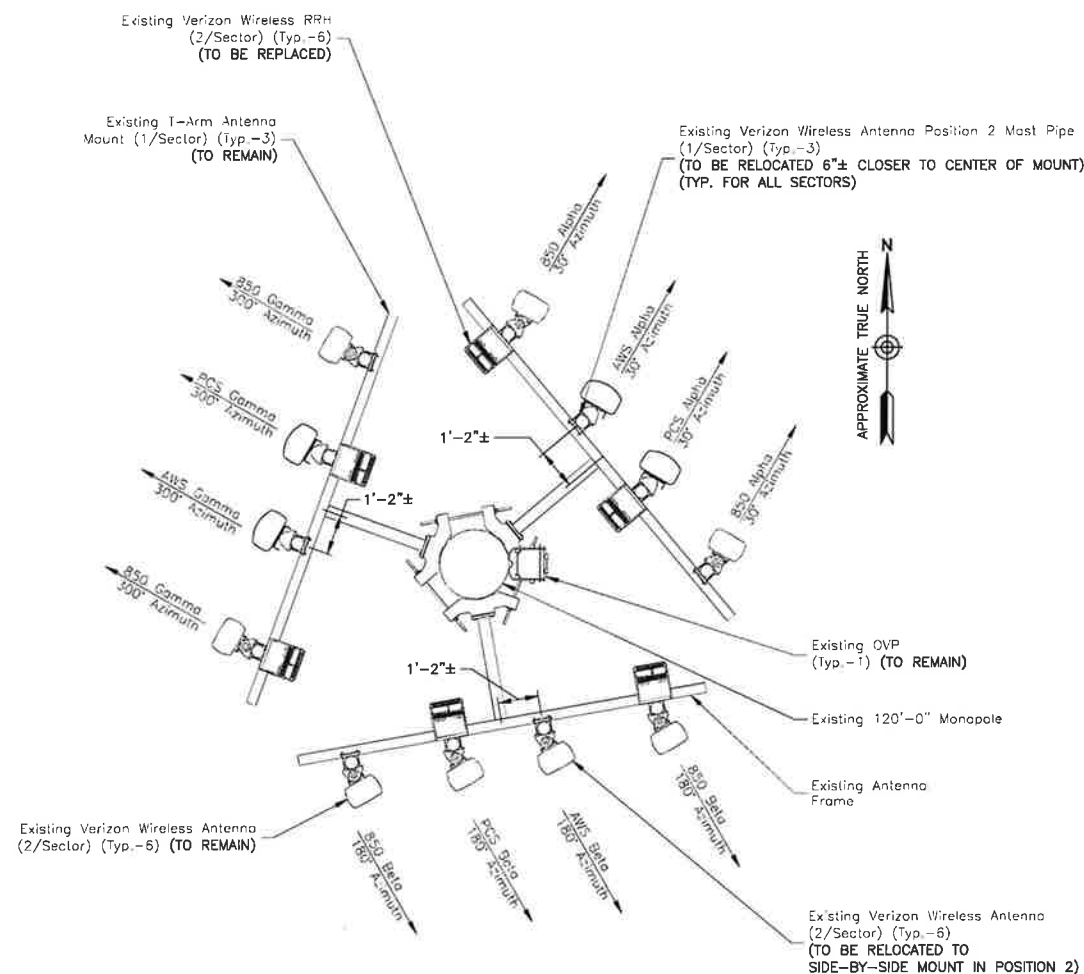 Existing Verizon Wireless RRH
(2/Sector) (Typ.-6)
(TO BE REPLACED)
Existing T-Arm Antenna
Mount (1/Sector) (Typ.-3)
(TO REMAIN)
Existing Verizon Wireless Antenna Position 2 Mast Pipe
(1/Sector) (Typ.-3)
(TO BE RELOCATED 6"± CLOSER TO CENTER OF MOUNT)
(TYP. FOR ALL SECTORS)
850 Alpha
30° Azimuth
AWS Alpha
30° Azimuth
PCS Alpha
30° Azimuth
850 Alpha
30° Azimuth
N
APPROXIMATE TRUE NORTH
850 Gamma
300° Azimuth
PCS Gamma
300° Azimuth
AWS Gamma
300° Azimuth
850 Gamma
300° Azimuth
1'-2"±
1'-2"±
1'-2"±
Existing OVP
(Typ.-1) (TO REMAIN)
Existing 120'-0" Monopole
Existing Antenna
Frame
Existing Verizon Wireless Antenna
(2/Sector) (Typ.-6) (TO REMAIN)
850 Beta
180° Azimuth
PCS Beta
180° Azimuth
AWS Beta
180° Azimuth
850 Beta
180° Azimuth
Existing Verizon Wireless Antenna
(2/Sector) (Typ.-6)
(TO BE RELOCATED TO
SIDE-BY-SIDE MOUNT IN POSITION 2)